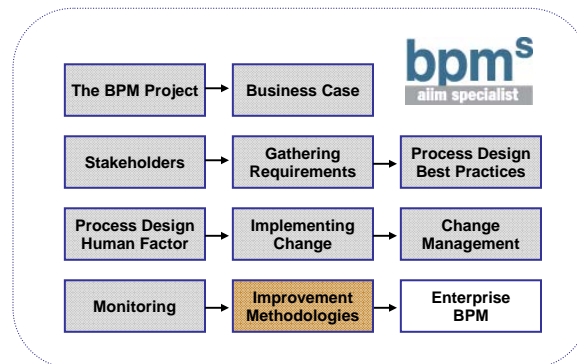 bpms
aiim specialist
The BPM Project
Business Case
Stakeholders
Gathering
Requirements
Process Design
Best Practices
Process Design
Human Factor
Implementing
Change
Change
Management
Monitoring
Improvement
Methodologies
Enterprise
BPM